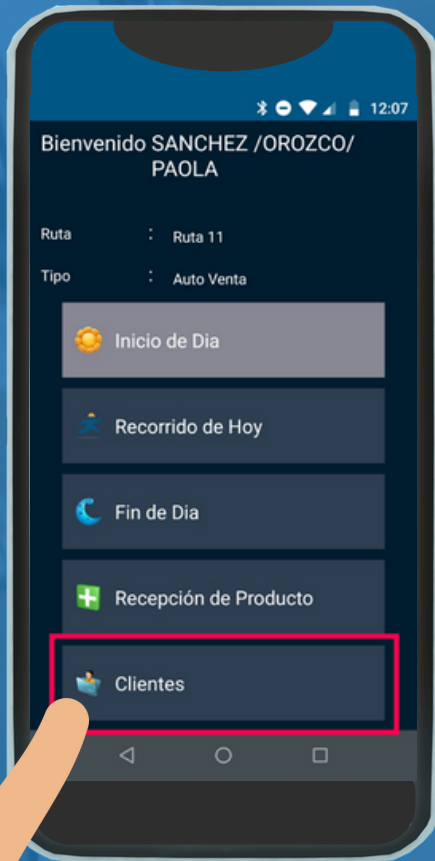 12:07
Bienvenido SANCHEZ /OROZCO/
PAOLA
Ruta : Ruta 11
Tipo : Auto Venta
Inicio de Dia
Recorrido de Hoy
Fin de Dia
Recepción de Producto
Clientes